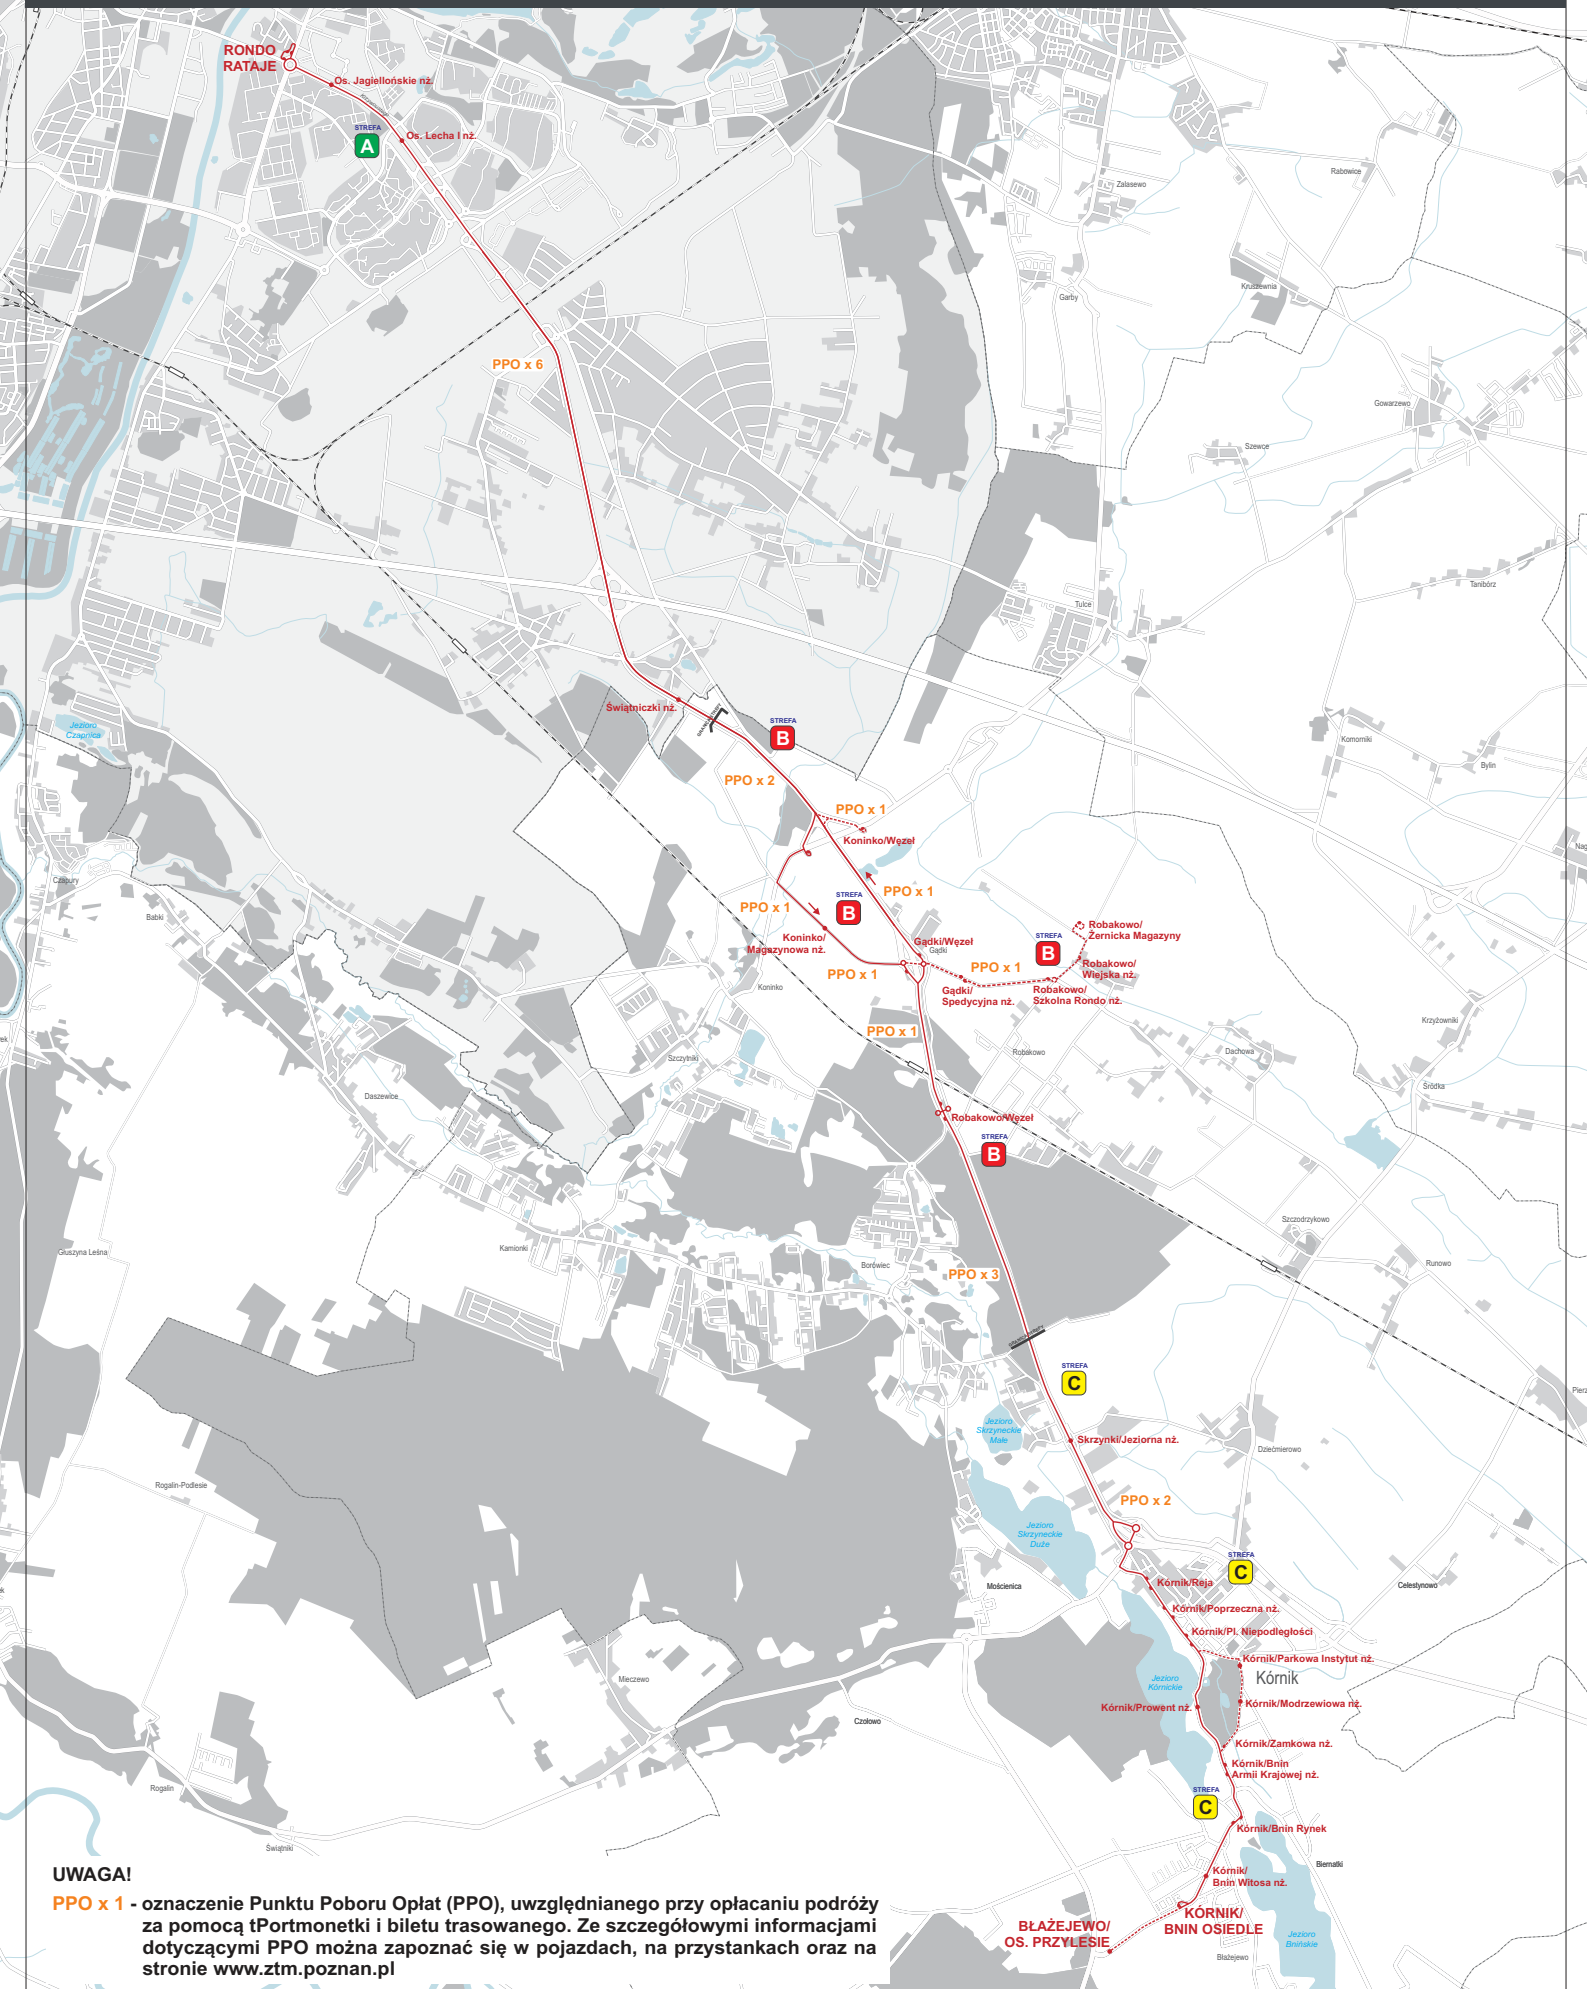 RONDO
RATAJE
Os. Jagiellońskie nż.
STREFA
A
Os. Lecha I nż.
Zalasewo
Rabowice
Garby
Kruszewnia
PPO x 6
Gowarzewo
Szewce
Tanibórz
Tulce
Świątniczki nż.
STREFA
B
Jezioro
Czapnica
Komorniki
Bylin
PPO x 2
PPO x 1
Koninko/Węzeł
Czapury
Babki
PPO x 1
STREFA
B
PPO x 1
Koninko/
Magazynowa nż.
Gądki/Węzeł
Gądki
STREFA
B
Robakowo/
Żernicka Magazyny
Robakowo/
Wiejska nż.
PPO x 1
PPO x 1
Gądki/
Spedycyjna nż.
Robakowo/
Szkolna Rondo nż.
Koninko
Krzyżowniki
PPO x 1
Szczytniki
Robakowo
Dachowa
Śródka
Daszewice
Robakowo/Węzeł
STREFA
B
Szczodrzykowo
Głuszyna Leśna
Kamionki
Borówiec
Runowo
PPO x 3
STREFA
C
Jezioro
Skrzyneckie
Małe
Skrzynki/Jeziorna nż.
Dziećmierowo
Rogalin-Podlesie
PPO x 2
Jezioro
Skrzyneckie
Duże
STREFA
C
Mościenica
Kórnik/Reja
Celestynowo
Kórnik/Poprzeczna nż.
Kórnik/Pl. Niepodległości
Kórnik/Parkowa Instytut nż.
Kórnik
Mieczewo
Jezioro
Kórnickie
Kórnik/Prowent nż.
Kórnik/Modrzewiowa nż.
Czołowo
Kórnik/Zamkowa nż.
Kórnik/Bnin
Armii Krajowej nż.
Rogalin
STREFA
C
Kórnik/Bnin Rynek
Świątniki
Biernatki
Kórnik/
Bnin Witosa nż.
KÓRNIK/
BNIN OSIEDLE
BŁAŻEJEWO/
OS. PRZYLESIE
Jezioro
Bnińskie
Błażejewo
UWAGA!
PPO x 1 - oznaczenie Punktu Poboru Opłat (PPO), uwzględnianego przy opłacaniu podróży
za pomocą tPortmonetki i biletu trasowanego. Ze szczegółowymi informacjami
dotyczącymi PPO można zapoznać się w pojazdach, na przystankach oraz na
stronie www.ztm.poznan.pl